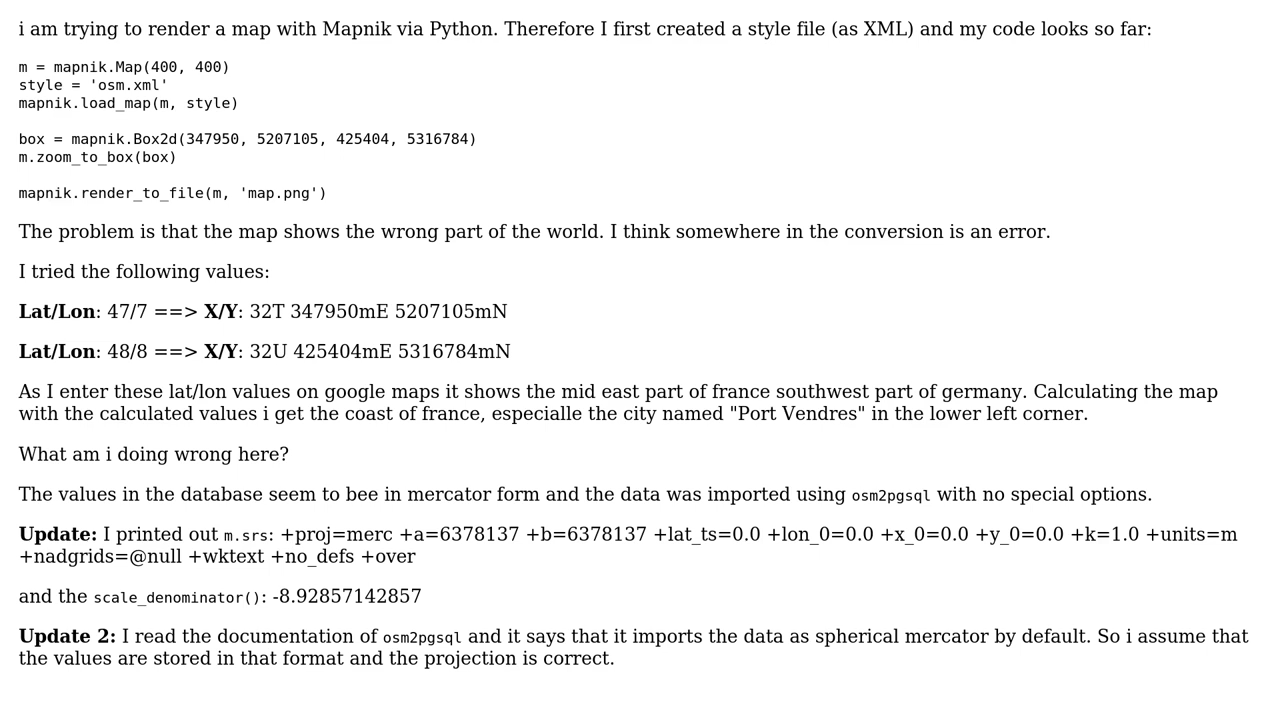 i am trying to render a map with Mapnik via Python. Therefore I first created a style file (as XML) and my code looks so far:
m = mapnik.Map(400, 400)
style = 'osm.xml'
mapnik.load_map(m, style)
box = mapnik.Box2d(347950, 5207105, 425404, 5316784)
m.zoom_to_box(box)
mapnik.render_to_file(m, 'map.png')
The problem is that the map shows the wrong part of the world. I think somewhere in the conversion is an error.
I tried the following values:
Lat/Lon: 47/7 ==> X/Y: 32T 347950mE 5207105mN
Lat/Lon: 48/8 ==> X/Y: 32U 425404mE 5316784mN
As I enter these lat/lon values on google maps it shows the mid east part of france southwest part of germany. Calculating the map
with the calculated values i get the coast of france, especialle the city named "Port Vendres" in the lower left corner.
What am i doing wrong here?
The values in the database seem to bee in mercator form and the data was imported using osm2pgsql with no special options.
Update: I printed out m.srs: +proj=merc +a=6378137 +b=6378137 +lat_ts=0.0 +lon_0=0.0 +x_0=0.0 +y_0=0.0 +k=1.0 +units=m
+nadgrids=@null +wktext +no_defs +over
and the scale_denominator(): -8.92857142857
Update 2: I read the documentation of osm2pgsql and it says that it imports the data as spherical mercator by default. So i assume that
the values are stored in that format and the projection is correct.